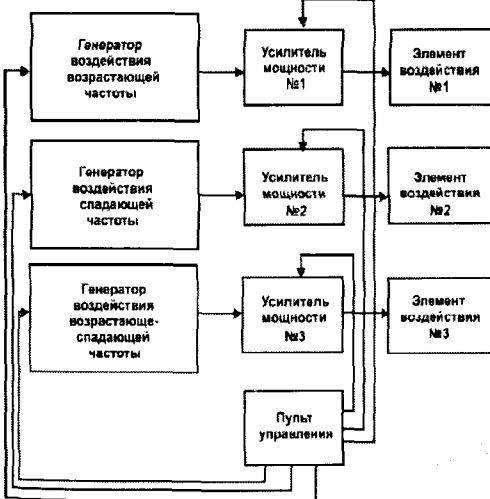 Генератор
воздействия
возрастающей
частоты
Усилитель
мощности
№1
Элемент
воздействия
№1
Генератор
воздействия
спадающей
частоты
Усилитель
мощности
№2
Элемент
воздействия
№2
Генератор
воздействия
возрастающе-
спадающей
частоты
Усилитель
мощности
№3
Элемент
воздействия
№3
Пульт
управления